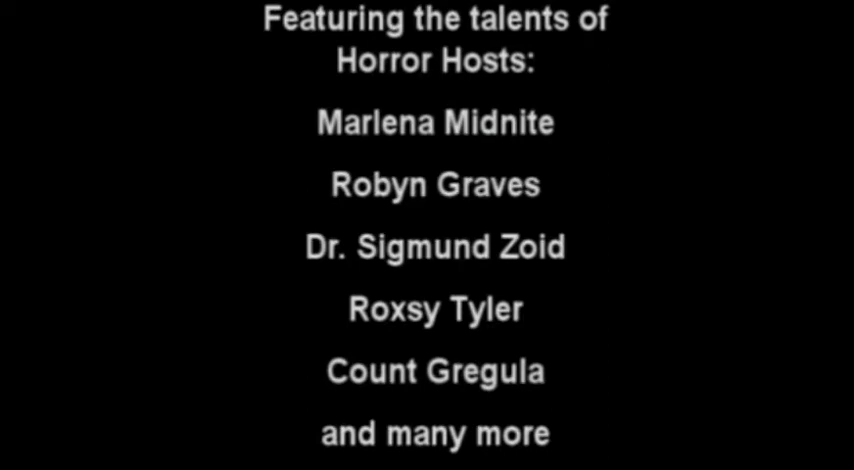 Featuring the talents of
Horror Hosts:
Marlena Midnite
Robyn Graves
Dr. Sigmund Zoid
Roxsy Tyler
Count Gregula
and many more